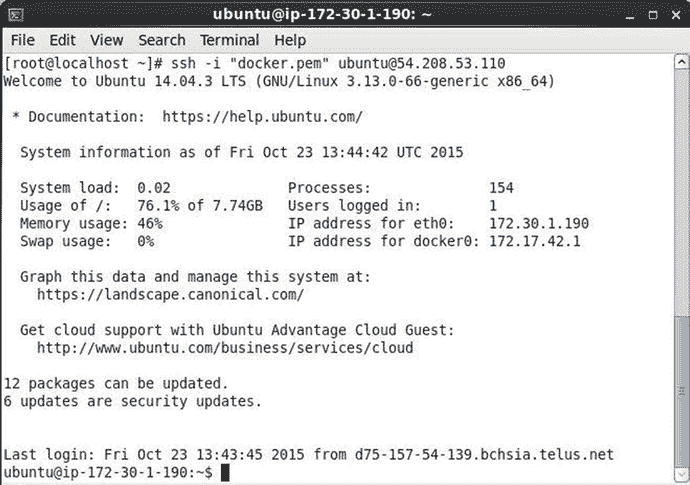 ubuntu@ip-172-30-1-190: ~
File Edit View Search Terminal Help
[root@localhost ~]# ssh -i "docker.pem" ubuntu@54.208.53.110
Welcome to Ubuntu 14.04.3 LTS (GNU/Linux 3.13.0-66-generic x86_64)
* Documentation: https://help.ubuntu.com/
System information as of Fri Oct 23 13:44:42 UTC 2015
System load: 0.02 Processes: 154
Usage of /: 76.1% of 7.74GB Users logged in: 1
Memory usage: 46% IP address for eth0: 172.30.1.190
Swap usage: 0% IP address for docker0: 172.17.42.1
Graph this data and manage this system at:
https://landscape.canonical.com/
Get cloud support with Ubuntu Advantage Cloud Guest:
http://www.ubuntu.com/business/services/cloud
12 packages can be updated.
6 updates are security updates.
Last login: Fri Oct 23 13:43:45 2015 from d75-157-54-139.bchsia.telus.net
ubuntu@ip-172-30-1-190:~$